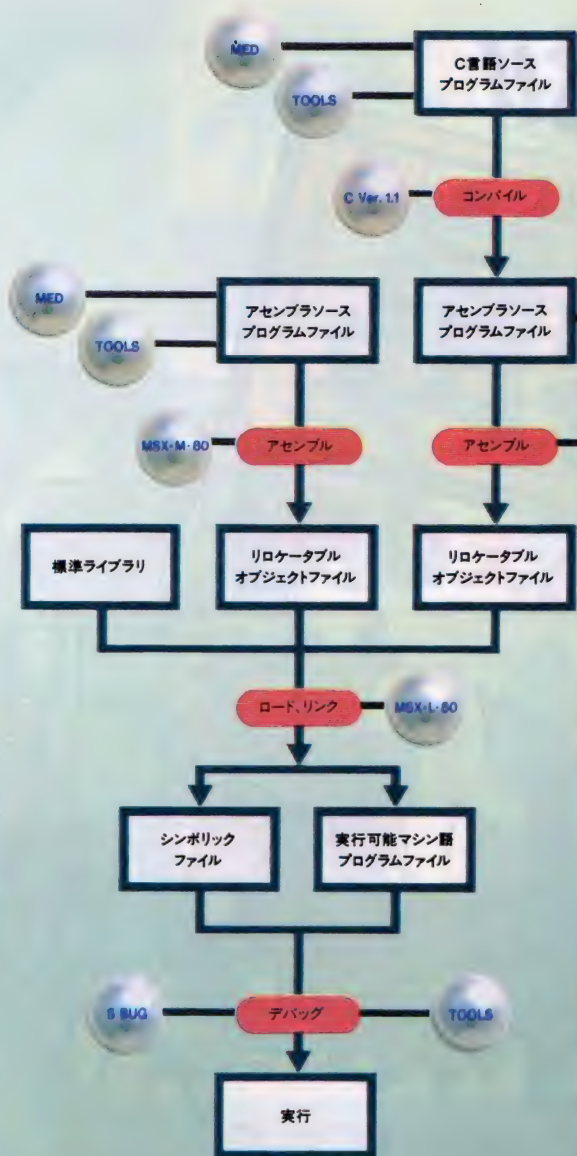 MED
C言語ソース
プログラムファイル
TOOLS
C Ver. 1.1
コンパイル
MED
アセンブラソース
プログラムファイル
アセンブラソース
プログラムファイル
TOOLS
MSX・M-80
アセンブル
アセンブル
標準ライブラリ
リロケータブル
オブジェクトファイル
リロケータブル
オブジェクトファイル
ロード、リンク
MSX・L-80
シンボリック
ファイル
実行可能マシン語
プログラムファイル
S BUG
デバッグ
TOOLS
実行